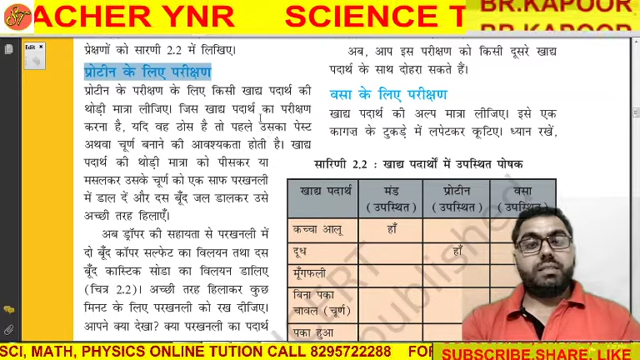 ACHER YNR
SCIENCE T
BR.KAPOOR
प्रेक्षणों को सारणी 2.2 में लिखिए।
प्रोटीन के लिए परीक्षण
प्रोटीन के परीक्षण के लिए किसी खाद्य पदार्थ की
थोड़ी मात्रा लीजिए। जिस खाद्य पदार्थ का परीक्षण
करना है, यदि वह ठोस है तो पहले उसका पेस्ट
अथवा चूर्ण बनाने की आवश्यकता होती है। खाद्य
पदार्थ की थोड़ी मात्रा को पीसकर या
मसलकर उसके चूर्ण को एक साफ परखनली
में डाल दें और दस बूँद जल डालकर उसे
अच्छी तरह हिलाएँ।
अब ड्रॉपर की सहायता से परखनली में
दो बूँद कॉपर सल्फेट का विलयन तथा दस
बूँद कास्टिक सोडा का विलयन डालिए
(चित्र 2.2)। अच्छी तरह हिलाकर कुछ
मिनट के लिए परखनली को रख दीजिए।
आपने क्या देखा? क्या परखनली का पदार्थ
अब, आप इस परीक्षण को किसी दूसरे खाद्य
पदार्थ के साथ दोहरा सकते हैं।
वसा के लिए परीक्षण
खाद्य पदार्थ की अल्प मात्रा लीजिए। इसे एक
कागज के टुकड़े में लपेटकर कूटिए। ध्यान रखें,
सारिणी 2.2 : खाद्य पदार्थों में उपस्थित पोषक
खाद्य पदार्थ मंड प्रोटीन वसा
(उपस्थित) (उपस्थित) (उपस्थित)
कच्चा आलू हाँ
दूध हाँ
मूँगफली
बिना पका
चावल (चूर्ण)
पका हुआ
published
SCI, MATH, PHYSICS ONLINE TUTION CALL 8295722288 FOR
SUBSCRIBE,SHARE, LIKE
BR.KAPOOR